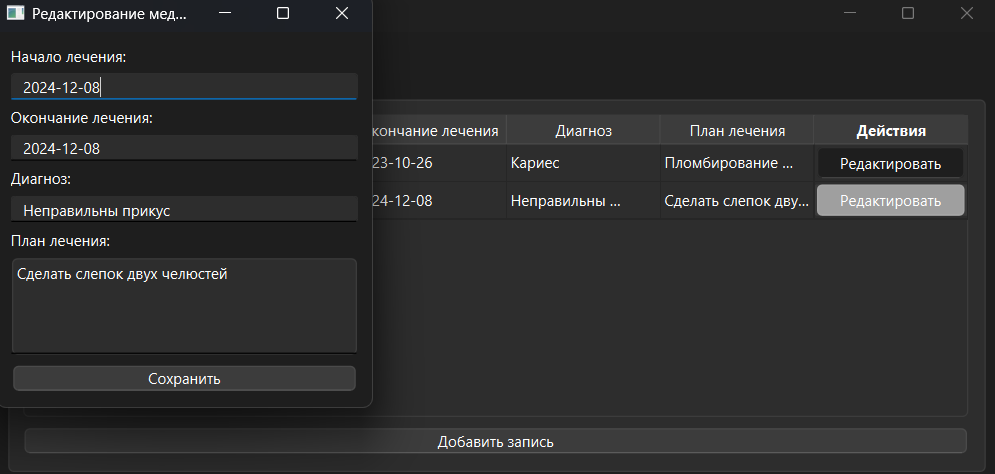 Редактирование мед...
Начало лечения:
2024-12-08
Окончание лечения:
2024-12-08
Диагноз:
Неправильны прикус
План лечения:
Сделать слепок двух челюстей
Сохранить
кончание лечения Диагноз План лечения Действия
23-10-26 Кариес Пломбирование ... Редактировать
24-12-08 Неправильны ... Сделать слепок дву... Редактировать
Добавить запись